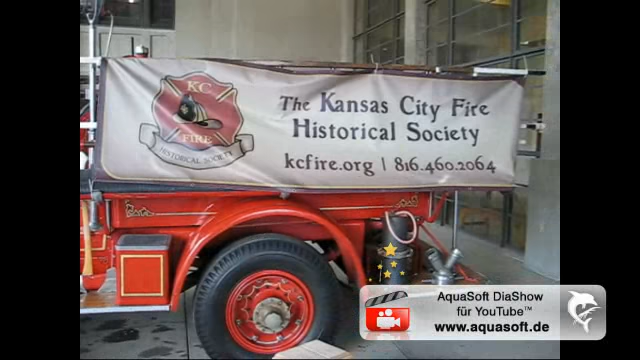 KC
FIRE
HISTORICAL SOCIETY
The Kansas City Fire
Historical Society
kcfire.org | 816.460.2064
AquaSoft DiaShow
für YouTube™
www.aquasoft.de